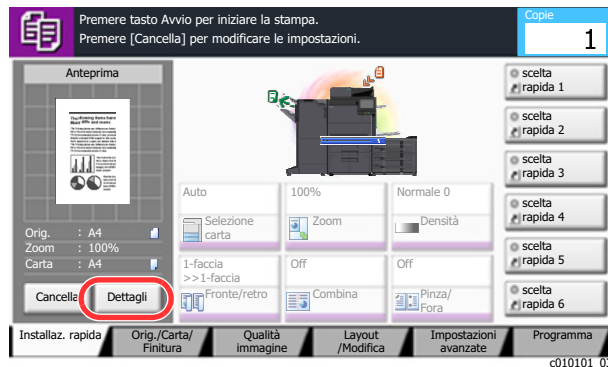 Premere tasto Avvio per iniziare la stampa.
Premere [Cancella] per modificare le impostazioni.
Copie
1
Anteprima
Orig. : A4
Zoom : 100%
Carta : A4
Cancella
Dettagli
Auto
Selezione
carta
100%
Zoom
Normale 0
Densità
1-faccia
>>1-faccia
Fronte/retro
Off
Combina
Off
Pinza/
Fora
scelta
rapida 1
scelta
rapida 2
scelta
rapida 3
scelta
rapida 4
scelta
rapida 5
scelta
rapida 6
Installaz. rapida
Orig./Carta/
Finitura
Qualità
immagine
Layout
/Modifica
Impostazioni
avanzate
Programma